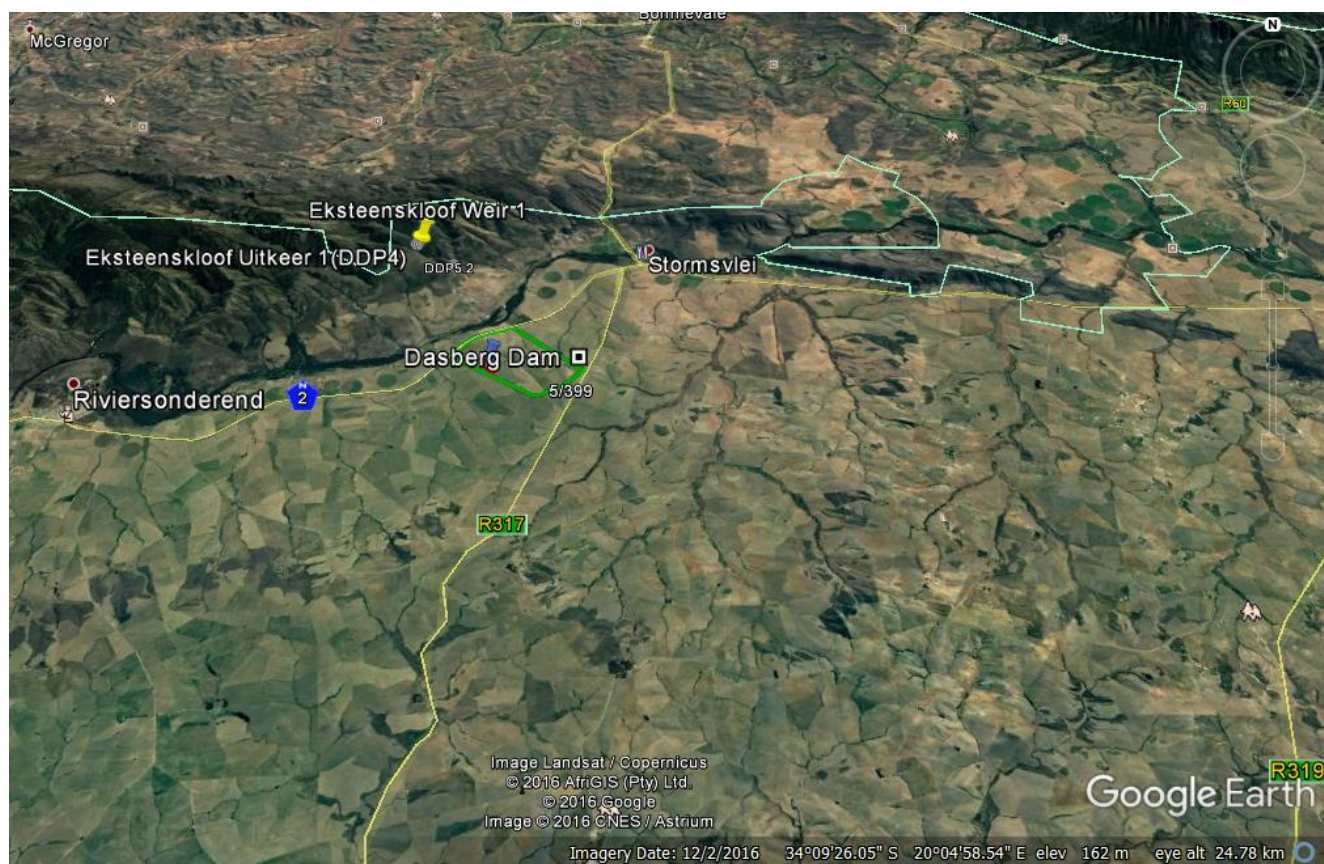 Bonnievale
McGregor
N
R60
Eksteenskloof Weir 1
Eksteenskloof Uitkeer 1(DDP4)
DDP5.2
Stormsvlei
Dasberg Dam
5/399
Riviersonderend
N
2
R317
R319
Image Landsat / Copernicus
© 2016 AfriGIS (Pty) Ltd.
© 2016 Google
Image © 2016 CNES / Astrium
Google Earth
Imagery Date: 12/2/2016 34°09'26.05" S 20°04'58.54" E elev 162 m eye alt 24.78 km